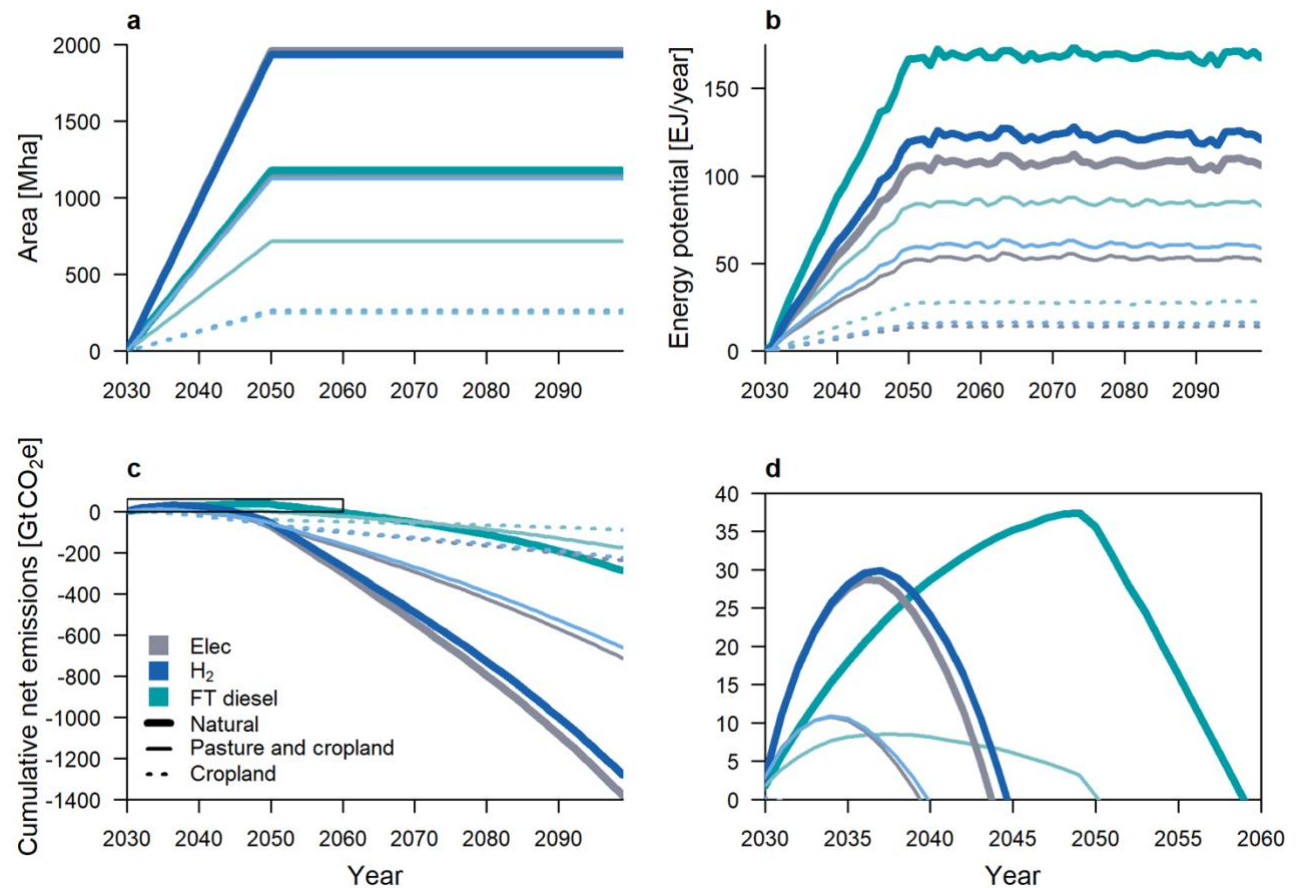 a
2000
1500
1000
500
0
Area [Mha]
2030 2040 2050 2060 2070 2080 2090
b
150
100
50
0
Energy potential [EJ/year]
2030 2040 2050 2060 2070 2080 2090
c
0
-200
-400
-600
-800
-1000
-1200
-1400
Cumulative net emissions [Gt CO₂e]
Elec
H₂
FT diesel
Natural
Pasture and cropland
Cropland
2030 2040 2050 2060 2070 2080 2090
Year
d
40
35
30
25
20
15
10
5
0
2030 2035 2040 2045 2050 2055 2060
Year